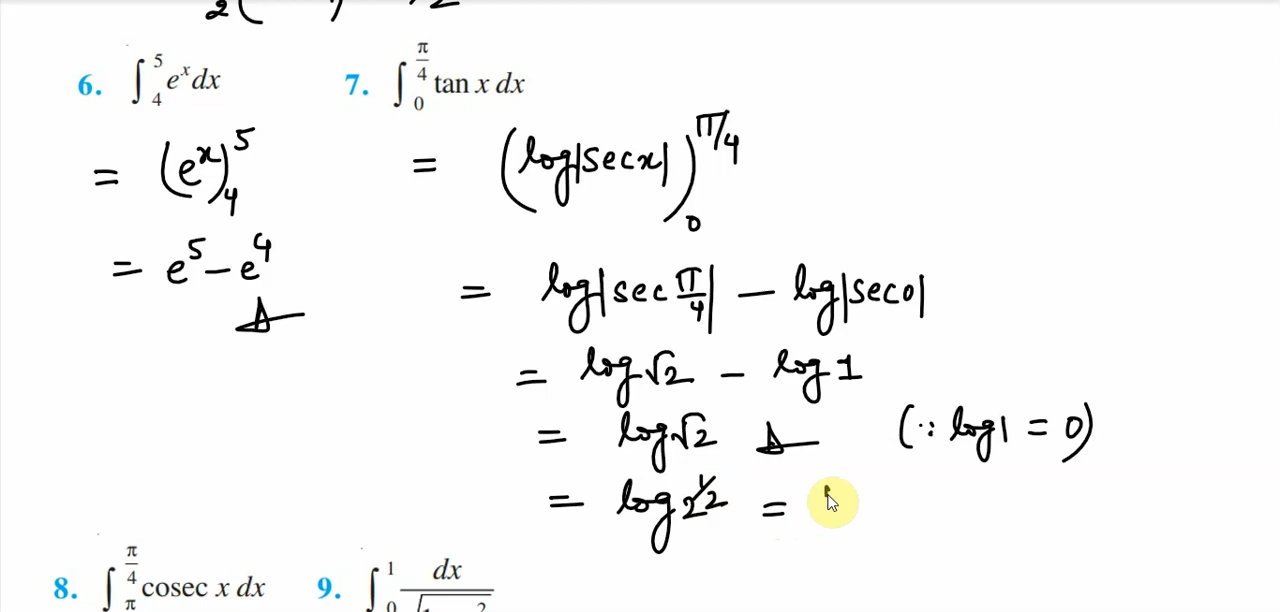 2( ) 2
6. ∫₄⁵ eˣ dx 7. ∫₀^(π/4) tan x dx
= (eˣ)₄⁵ = (log|sec x|)₀^(π/4)
= e⁵ − e⁴ = log|sec π/4| − log|sec 0|
= log √2 − log 1
= log √2 (∵ log 1 = 0)
= log 2^(1/2) =
8. ∫_π^(π/4) cosec x dx 9. ∫₀¹ dx